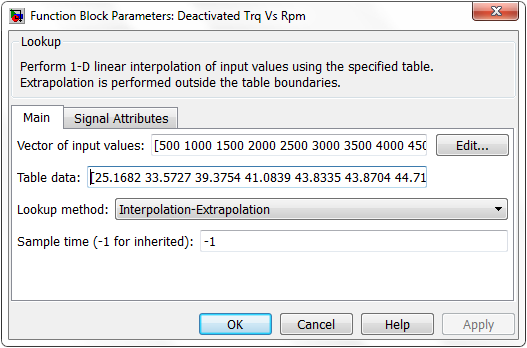 Function Block Parameters: Deactivated Trq Vs Rpm
Lookup
Perform 1-D linear interpolation of input values using the specified table.
Extrapolation is performed outside the table boundaries.
Main Signal Attributes
Vector of input values: [500 1000 1500 2000 2500 3000 3500 4000 450 Edit...
Table data: [25.1682 33.5727 39.3754 41.0839 43.8335 43.8704 44.71
Lookup method: Interpolation-Extrapolation
Sample time (-1 for inherited): -1
OK Cancel Help Apply